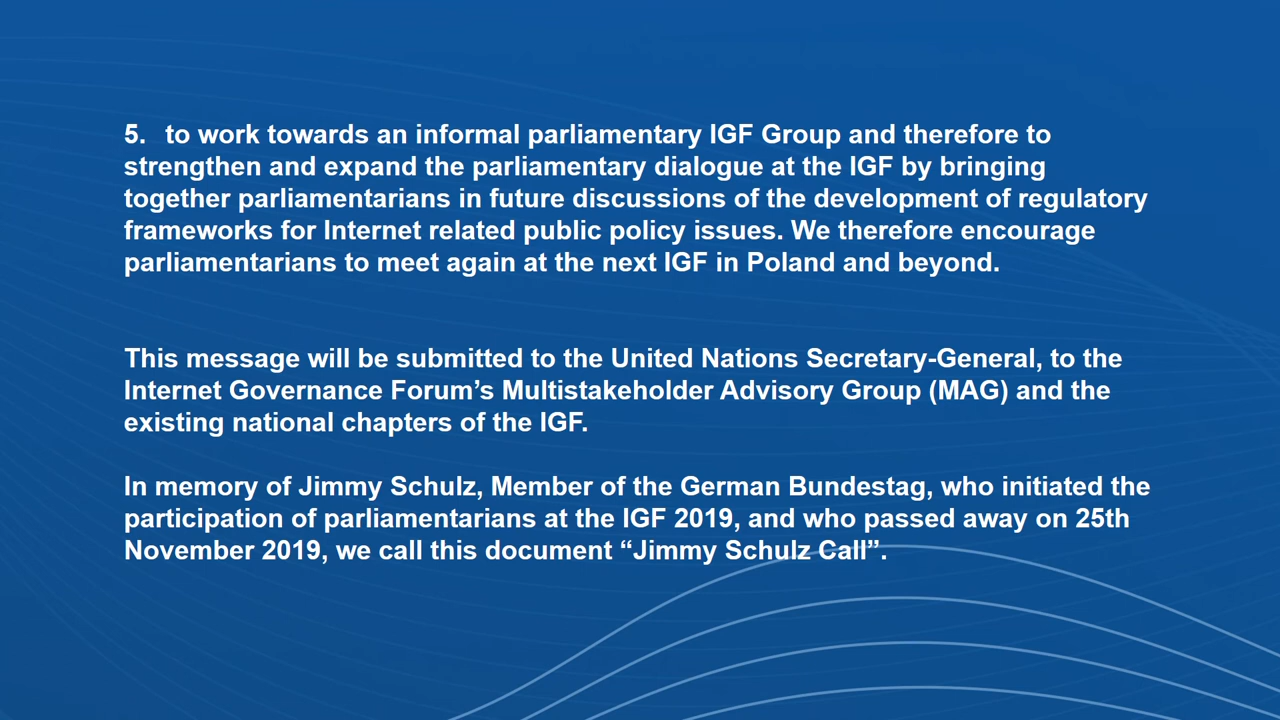 5. to work towards an informal parliamentary IGF Group and therefore to
strengthen and expand the parliamentary dialogue at the IGF by bringing
together parliamentarians in future discussions of the development of regulatory
frameworks for Internet related public policy issues. We therefore encourage
parliamentarians to meet again at the next IGF in Poland and beyond.
This message will be submitted to the United Nations Secretary-General, to the
Internet Governance Forum’s Multistakeholder Advisory Group (MAG) and the
existing national chapters of the IGF.
In memory of Jimmy Schulz, Member of the German Bundestag, who initiated the
participation of parliamentarians at the IGF 2019, and who passed away on 25th
November 2019, we call this document “Jimmy Schulz Call”.